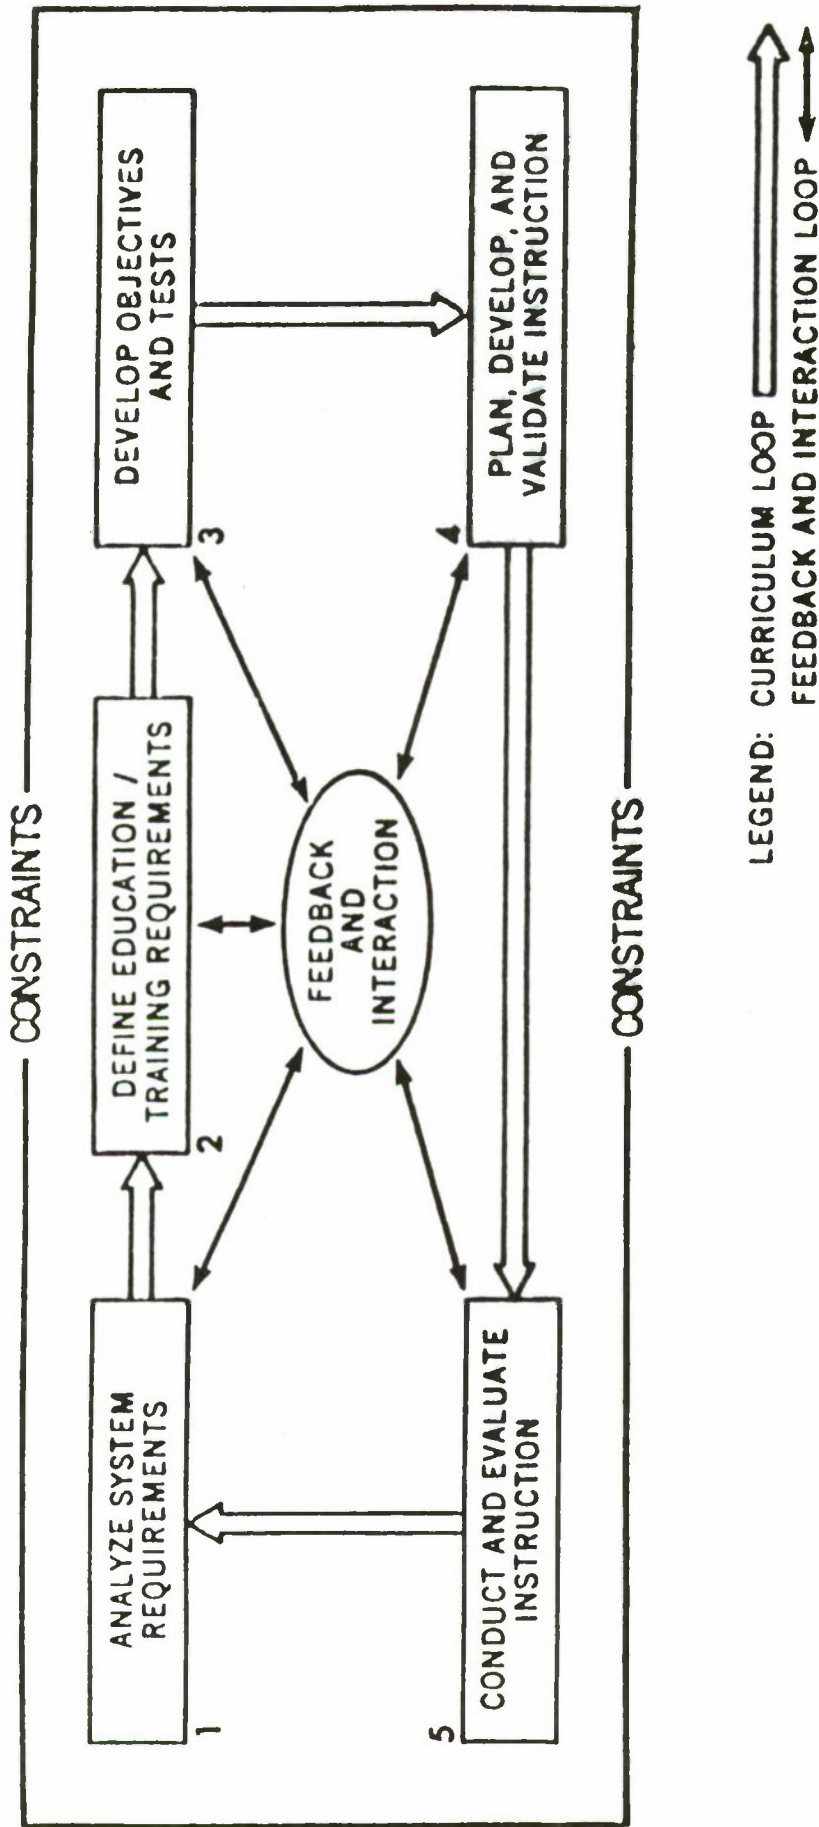 CONSTRAINTS
ANALYZE SYSTEM
REQUIREMENTS
1
DEFINE EDUCATION /
TRAINING REQUIREMENTS
2
DEVELOP OBJECTIVES
AND TESTS
3
FEEDBACK
AND
INTERACTION
4
PLAN, DEVELOP, AND
VALIDATE INSTRUCTION
5
CONDUCT AND EVALUATE
INSTRUCTION
CONSTRAINTS
LEGEND: CURRICULUM LOOP
FEEDBACK AND INTERACTION LOOP